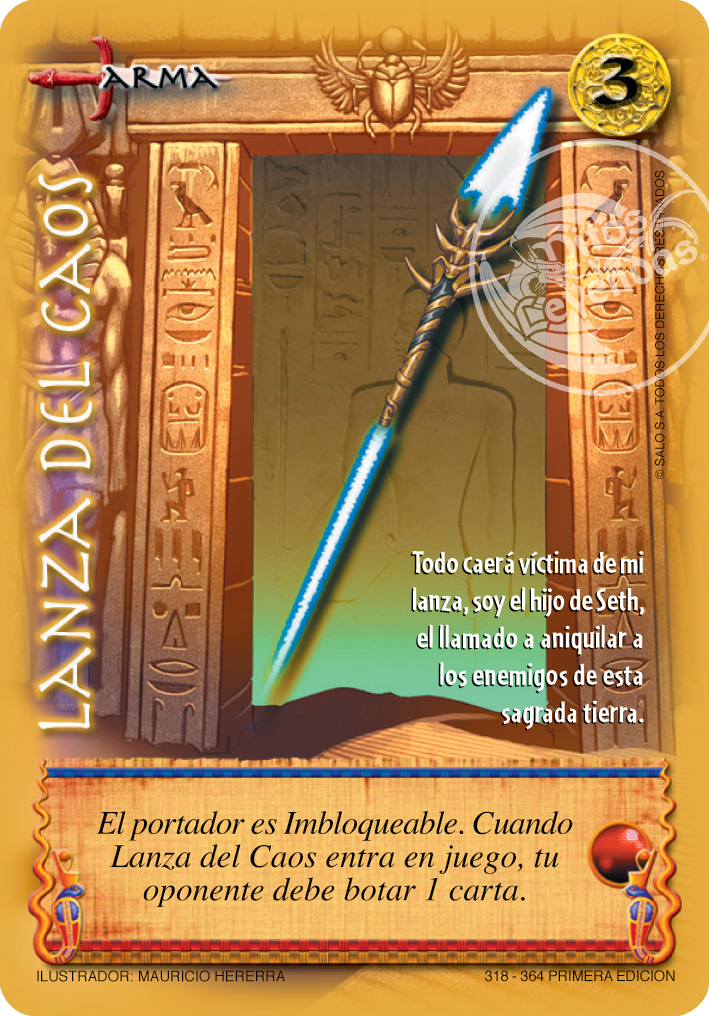 ARMA
3
LANZA DEL CAOS
Mitos
Leyendas®
© SALO S.A. TODOS LOS DERECHOS RESERVADOS
Todo caerá víctima de mi
lanza, soy el hijo de Seth,
el llamado a aniquilar a
los enemigos de esta
sagrada tierra.
El portador es Imbloqueable. Cuando
Lanza del Caos entra en juego, tu
oponente debe botar 1 carta.
ILUSTRADOR: MAURICIO HERERRA
318 - 364 PRIMERA EDICION